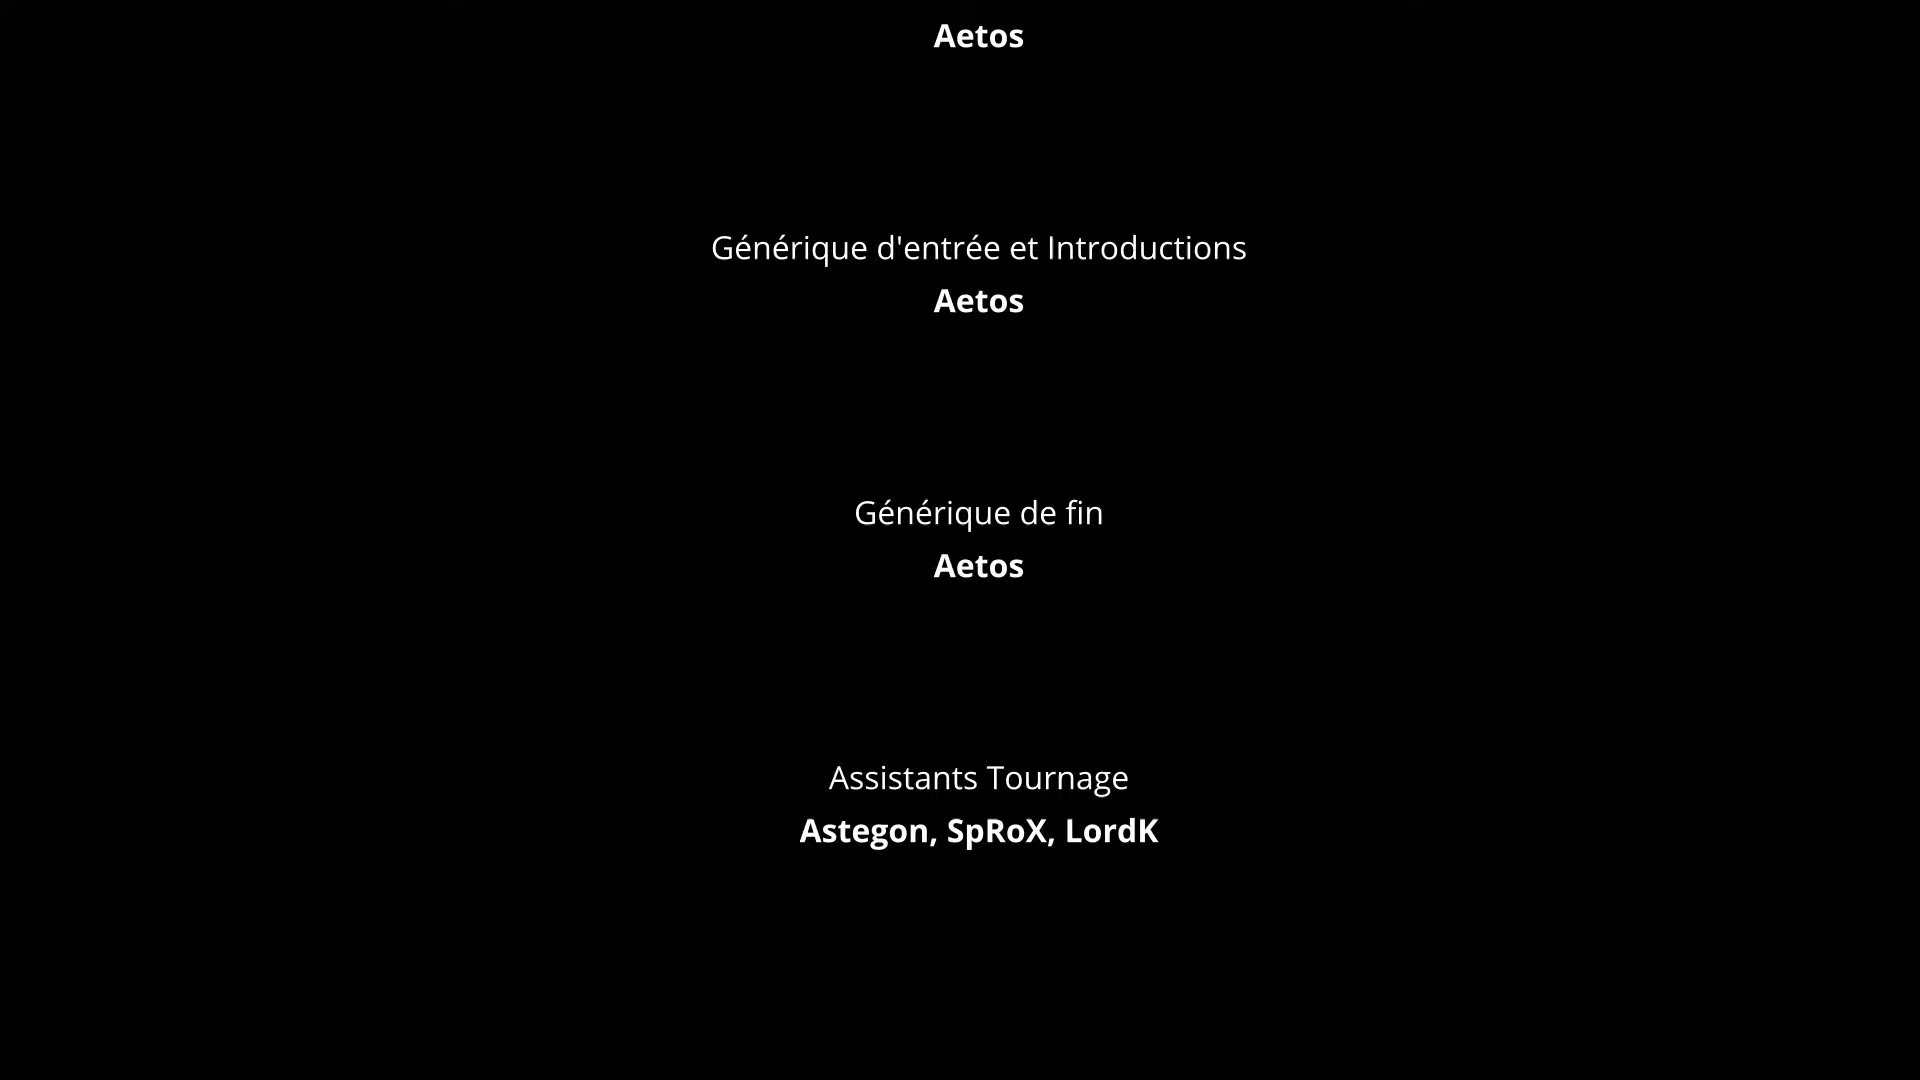 Aetos
Générique d'entrée et Introductions
Aetos
Générique de fin
Aetos
Assistants Tournage
Astegon, SpRoX, LordK